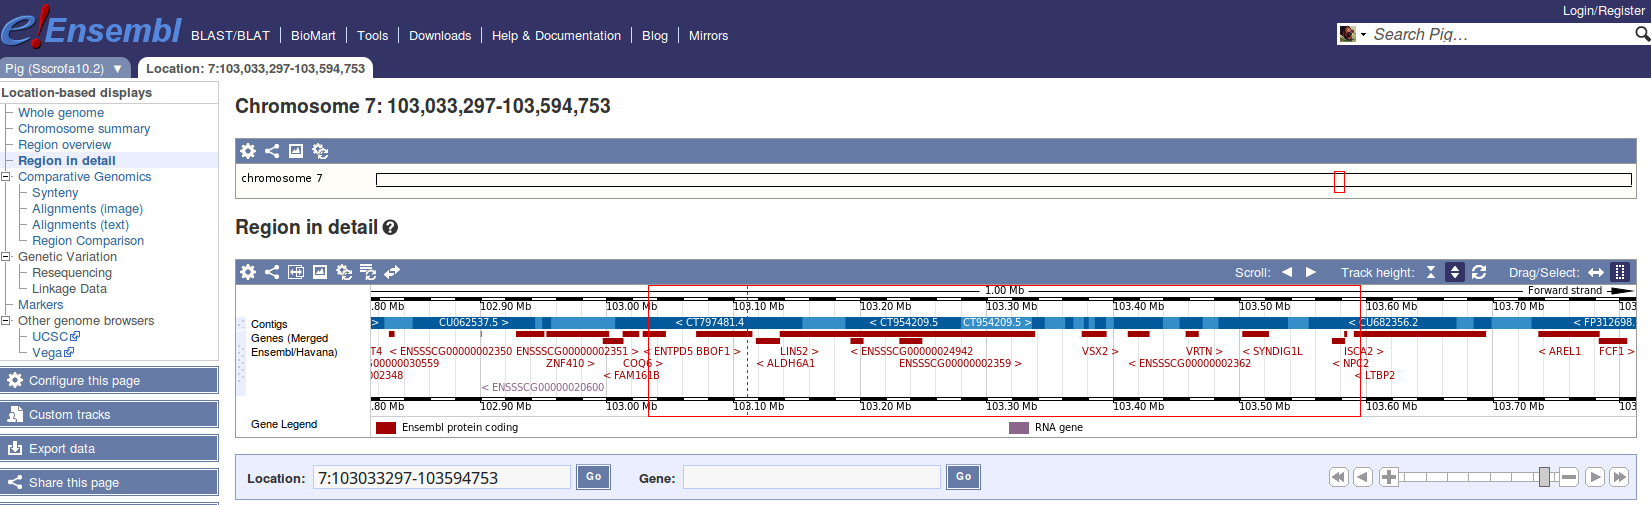 Login/Register
e!Ensembl BLAST/BLAT BioMart Tools Downloads Help & Documentation Blog Mirrors Search Pig...
Pig (Sscrofa10.2) ▼ Location: 7:103,033,297-103,594,753
Location-based displays
Whole genome
Chromosome summary
Region overview
Region in detail
Comparative Genomics
Synteny
Alignments (image)
Alignments (text)
Region Comparison
Genetic Variation
Resequencing
Linkage Data
Markers
Other genome browsers
UCSC
Vega
Configure this page
Custom tracks
Export data
Share this page
Chromosome 7: 103,033,297-103,594,753
chromosome 7
Region in detail ?
Scroll: Track height: Drag/Select:
1.00 Mb Forward strand
.80 Mb 102.90 Mb 103.00 Mb 103.10 Mb 103.20 Mb 103.30 Mb 103.40 Mb 103.50 Mb 103.60 Mb 103.70 Mb 103
Contigs > CU062537.5 > < CT797481.4 < CT954209.5 CT954209.5 > < CU682356.2 < FP312698.
Genes (Merged
Ensembl/Havana) T4 < ENSSSCG00000002350 ENSSSCG00000002351 > < ENTPD5 BBOF1 > LIN52 > < ENSSSCG00000024942 VSX2 > VRTN > < SYNDIG1L ISCA2 > < AREL1 FCF1 >
00000030559 ZNF410 > COQ6 > < ALDH6A1 ENSSSCG00000002359 > < ENSSSCG00000002362 < NPC2
002348 < FAM161B < LTBP2
< ENSSSCG00000020600
.80 Mb 102.90 Mb 103.00 Mb 103.10 Mb 103.20 Mb 103.30 Mb 103.40 Mb 103.50 Mb 103.60 Mb 103.70 Mb 103
Gene Legend Ensembl protein coding RNA gene
Location: 7:103033297-103594753 Go Gene: Go